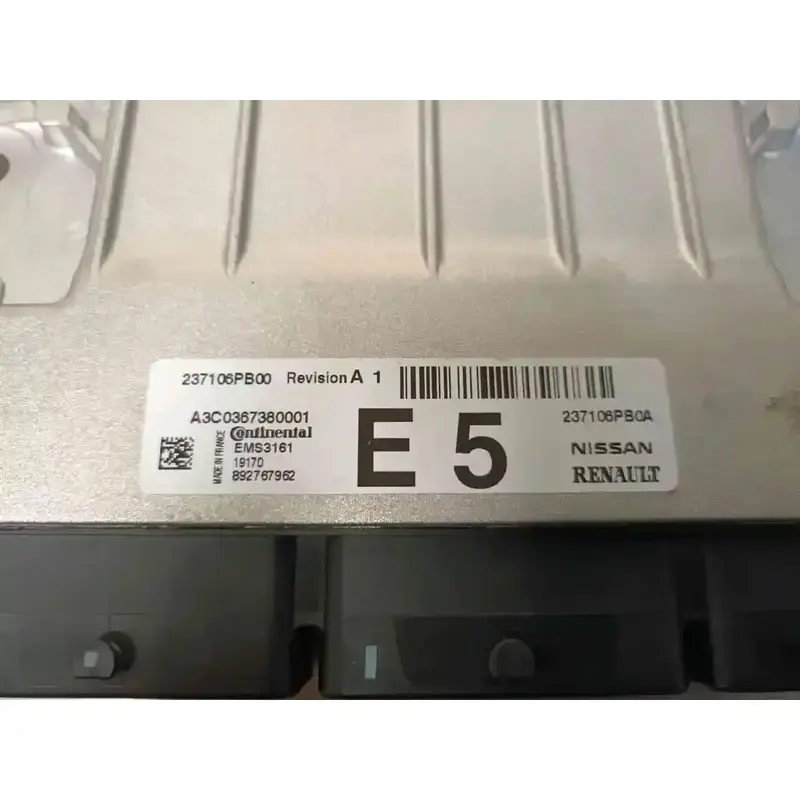 237106PB00 Revision A 1
A3C0367380001
Continental
EMS3161
19170
892767962
MADE IN FRANCE
E 5
237106PB0A
NISSAN
RENAULT